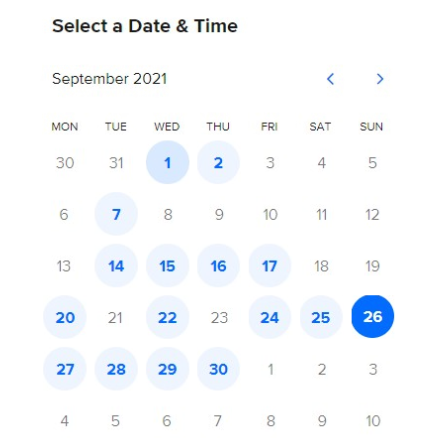 Select a Date & Time
September 2021
MON TUE WED THU FRI SAT SUN
30 31 1 2 3 4 5
6 7 8 9 10 11 12
13 14 15 16 17 18 19
20 21 22 23 24 25 26
27 28 29 30 1 2 3
4 5 6 7 8 9 10